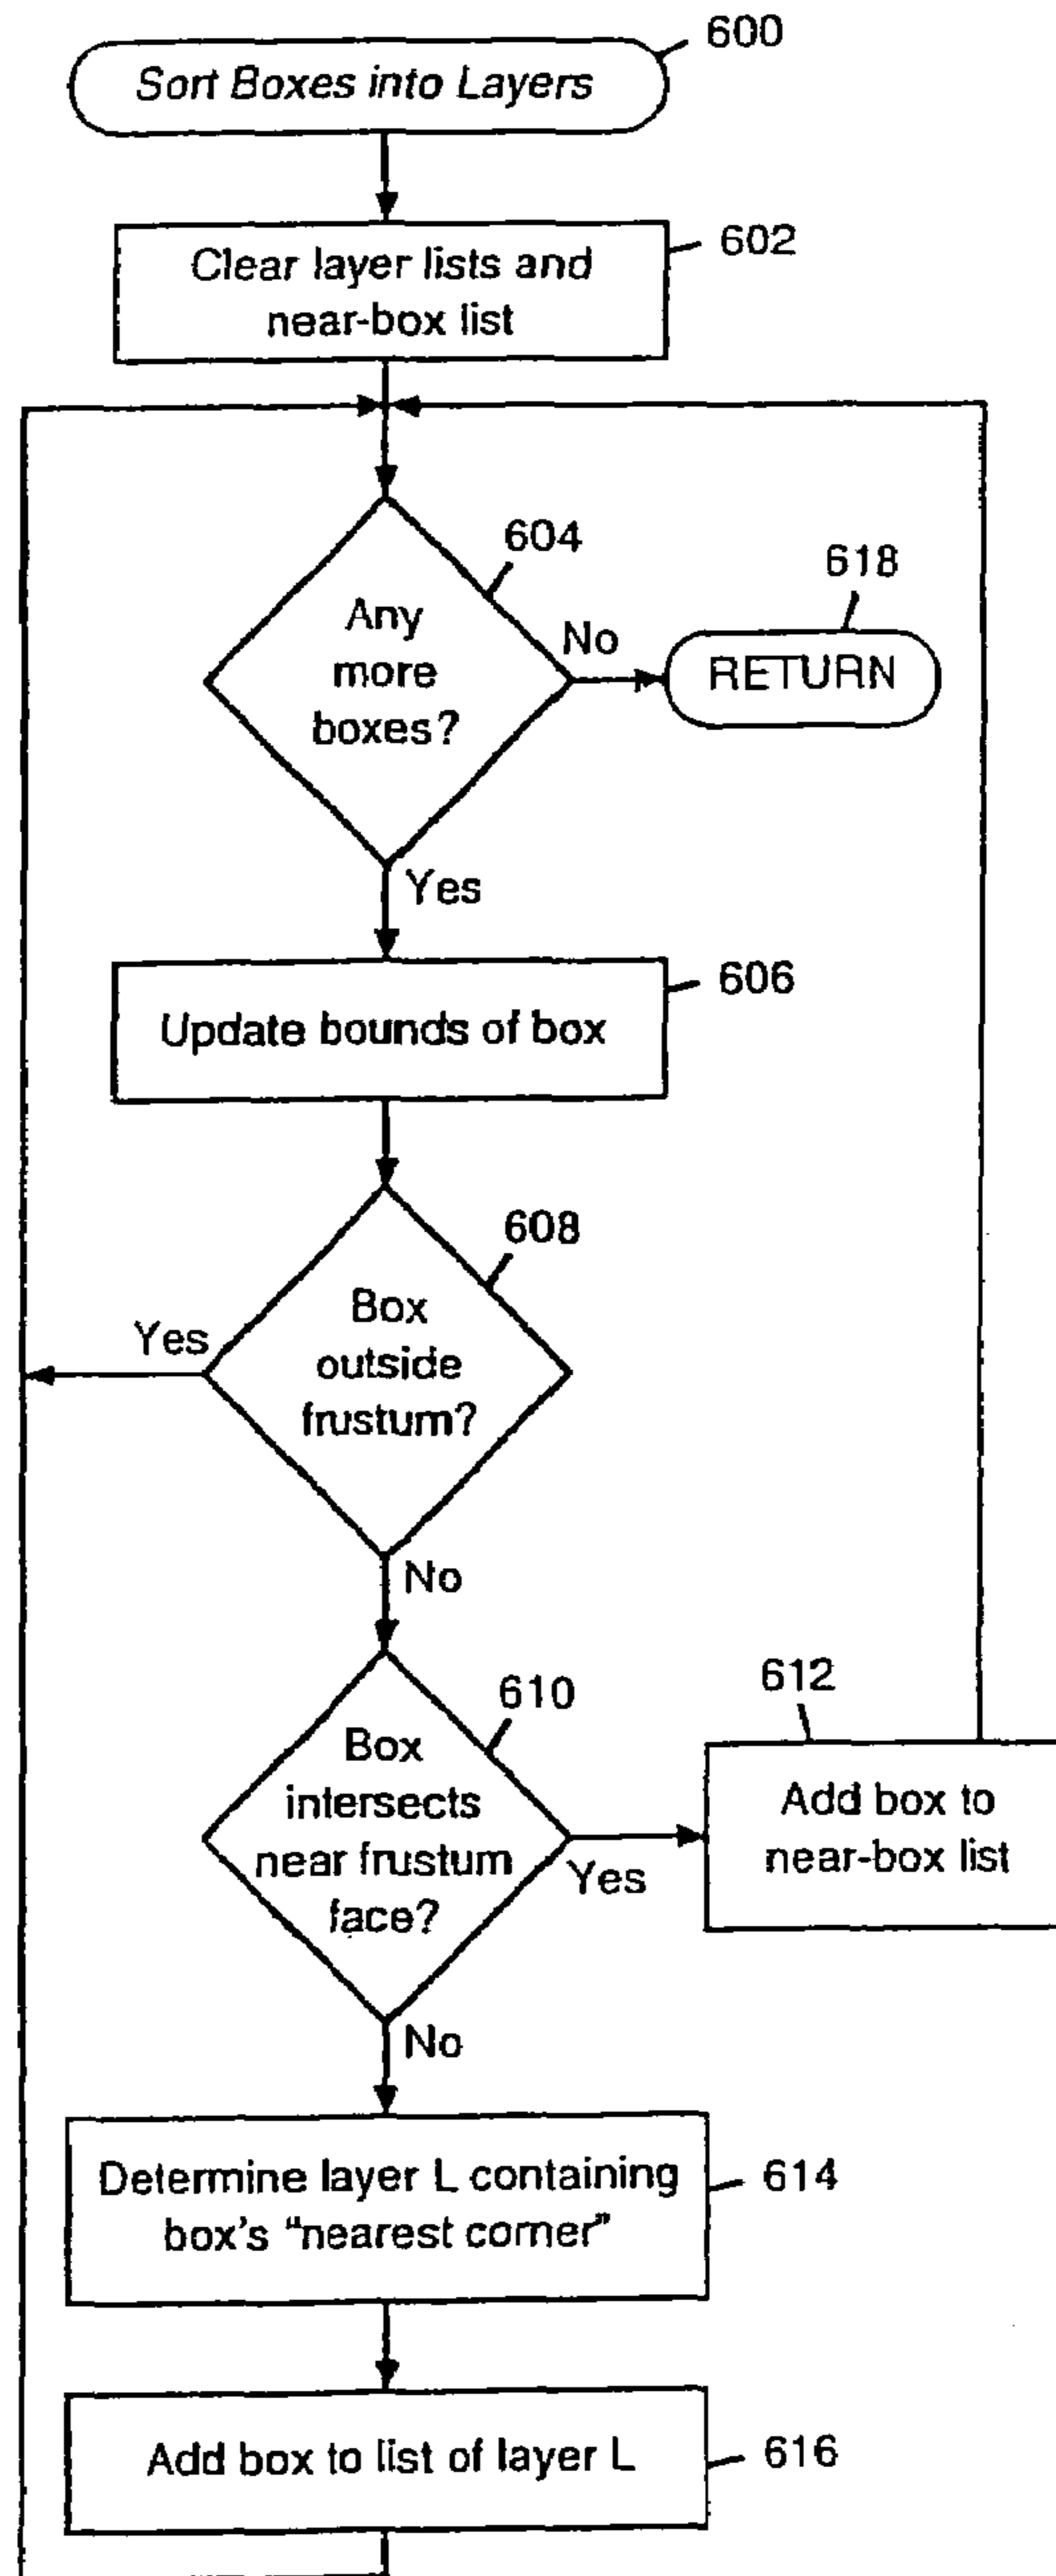 600
Sort Boxes into Layers
602
Clear layer lists and
near-box list
604
Any
more
boxes?
No
618
RETURN
Yes
606
Update bounds of box
608
Box
outside
frustum?
Yes
No
610
Box
intersects
near frustum
face?
Yes
612
Add box to
near-box list
No
614
Determine layer L containing
box's “nearest corner”
616
Add box to list of layer L